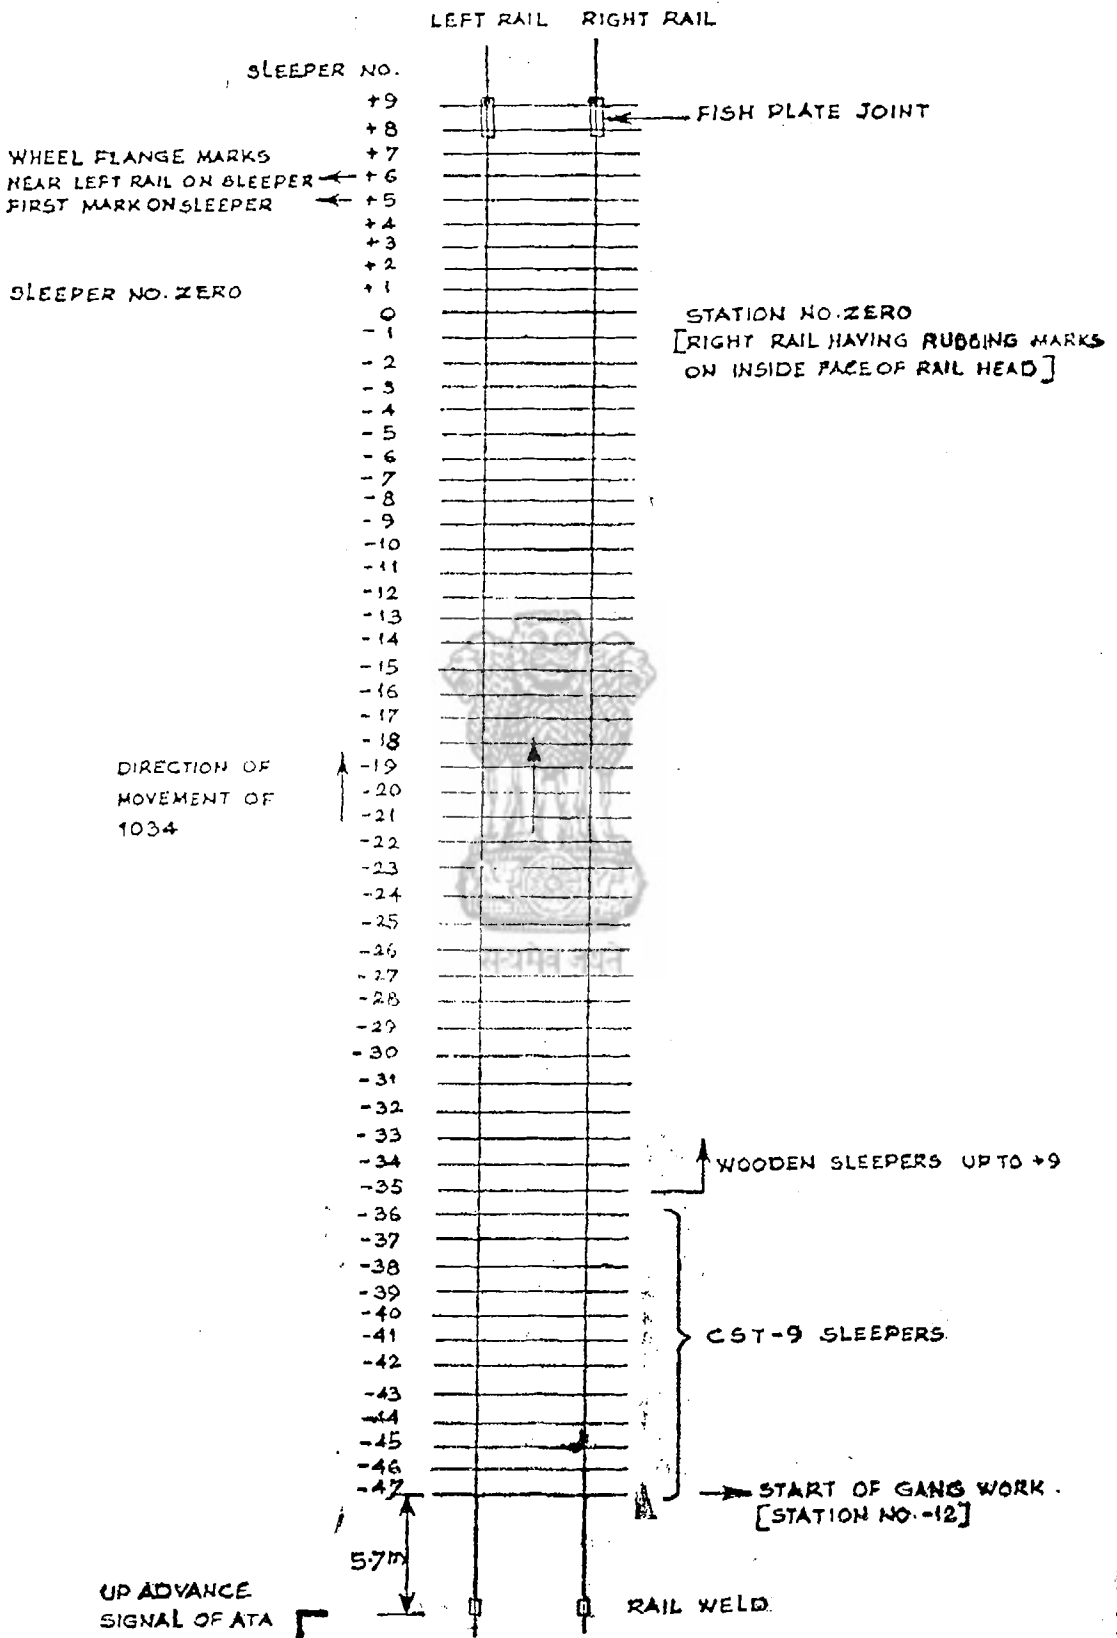 LEFT RAIL RIGHT RAIL
SLEEPER NO.
+9
FISH PLATE JOINT
+8
+7
WHEEL FLANGE MARKS
NEAR LEFT RAIL ON SLEEPER +6
FIRST MARK ON SLEEPER +5
+4
+3
+2
SLEEPER NO. ZERO +1
0
STATION NO. ZERO
-1
[RIGHT RAIL HAVING RUBBING MARKS
-2
ON INSIDE FACE OF RAIL HEAD]
-3
-4
-5
-6
-7
-8
-9
-10
-11
-12
-13
-14
-15
-16
-17
-18
DIRECTION OF -19
MOVEMENT OF -20
1034 -21
-22
-23
-24
-25
-26
सत्यमेव जयते
-27
-28
-29
-30
-31
-32
-33
-34 WOODEN SLEEPERS UP TO +9
-35
-36
-37
-38
-39
-40
-41 CST-9 SLEEPERS
-42
-43
-44
-45
-46
-47 START OF GANG WORK.
[STATION NO. -12]
5.7m
UP ADVANCE
SIGNAL OF ATA
RAIL WELD